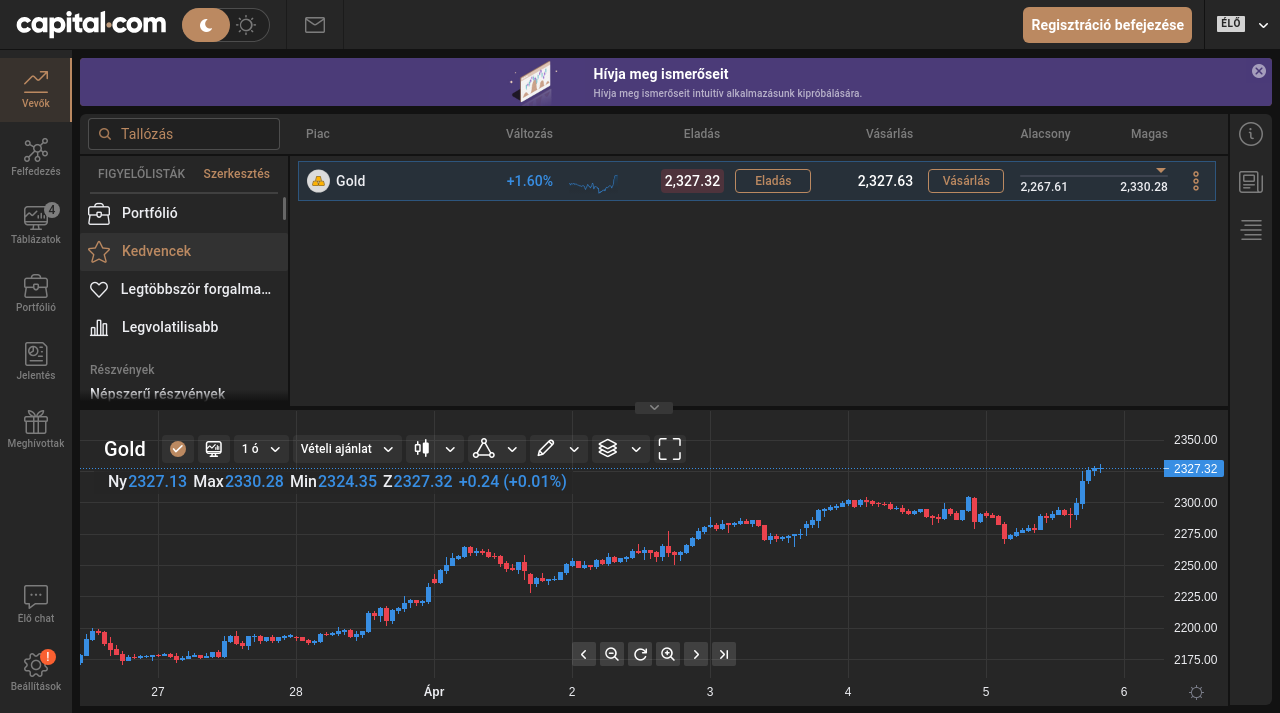 capital.com
Regisztráció befejezése
ÉLŐ
Hívja meg ismerőseit
Hívja meg ismerőseit intuitív alkalmazásunk kipróbálására.
Vevők
Felfedezés
4
Táblázatok
Portfólió
Jelentés
Meghívottak
Élő chat
!
Beállítások
Tallózás
Piac Változás Eladás Vásárlás Alacsony Magas
FIGYELŐLISTÁK Szerkesztés
Portfólió
Kedvencek
Legtöbbször forgalma...
Legvolatilisabb
Részvények
Népszerű részvények
Gold +1.60% 2,327.32 Eladás 2,327.63 Vásárlás 2,267.61 2,330.28
Gold 1 ó Vételi ajánlat
Ny2327.13 Max2330.28 Min2324.35 Z2327.32 +0.24 (+0.01%)
2350.00
2327.32
2300.00
2275.00
2250.00
2225.00
2200.00
2175.00
27 28 Ápr 2 3 4 5 6